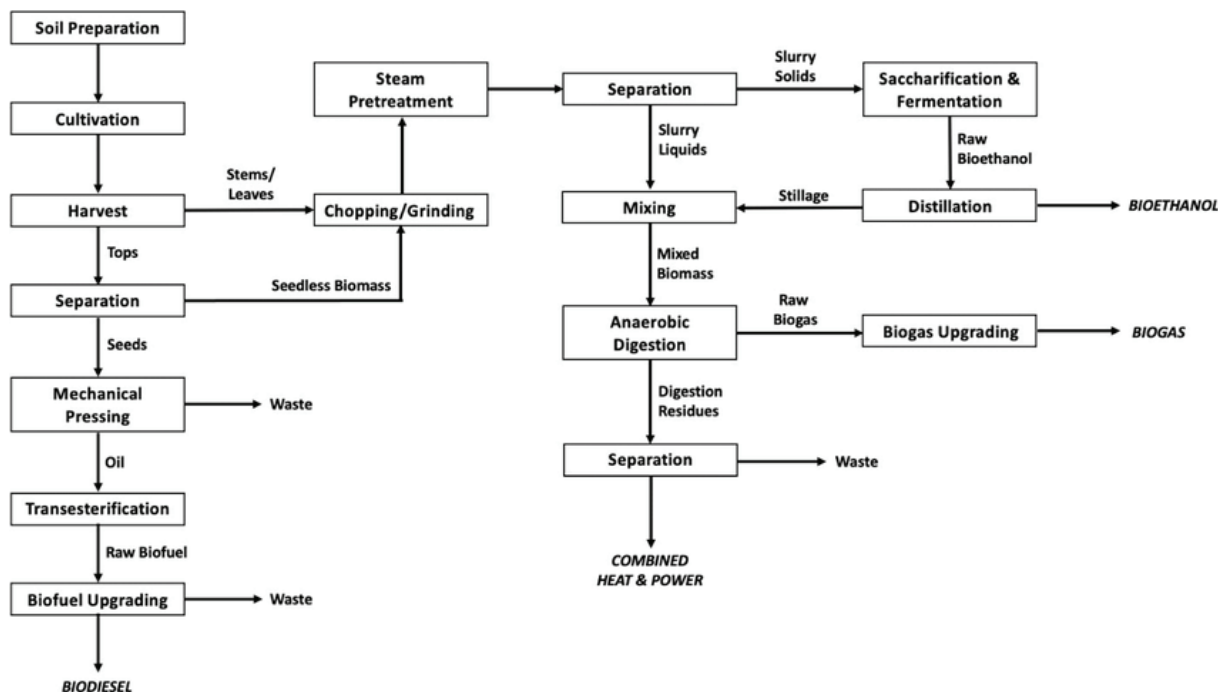 Soil Preparation
Cultivation
Harvest
Tops
Separation
Seeds
Mechanical
Pressing
Waste
Oil
Transesterification
Raw Biofuel
Biofuel Upgrading
Waste
BIODIESEL
Stems/
Leaves
Chopping/Grinding
Seedless Biomass
Steam
Pretreatment
Separation
Slurry
Solids
Saccharification &
Fermentation
Slurry
Liquids
Raw
Bioethanol
Mixing
Stillage
Distillation
BIOETHANOL
Mixed
Biomass
Anaerobic
Digestion
Raw
Biogas
Biogas Upgrading
BIOGAS
Digestion
Residues
Separation
Waste
COMBINED
HEAT & POWER